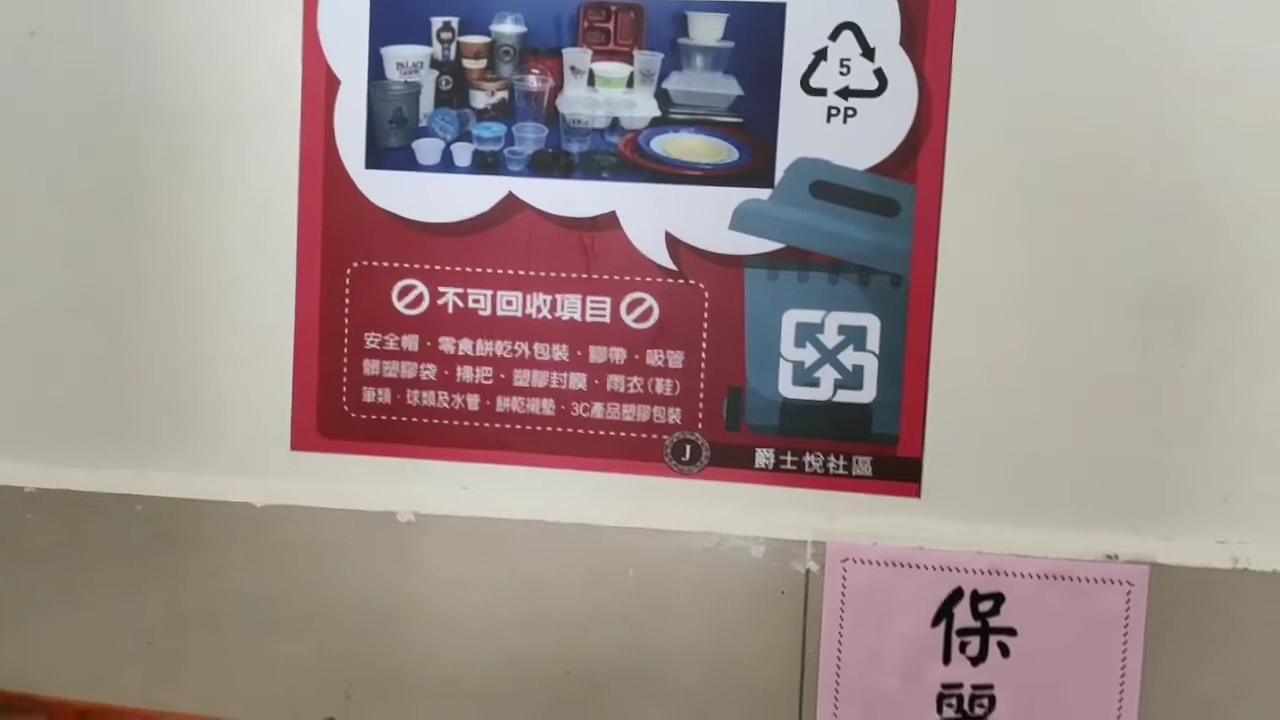 PALACE
5
PP
不可回收項目
安全帽·零食餅乾外包裝·膠帶·吸管
髒塑膠袋·掃把·塑膠封膜·雨衣(鞋)
筆類·球類及水管·餅乾襯墊·3C產品塑膠包裝
J
爵士悅社區
保
麗